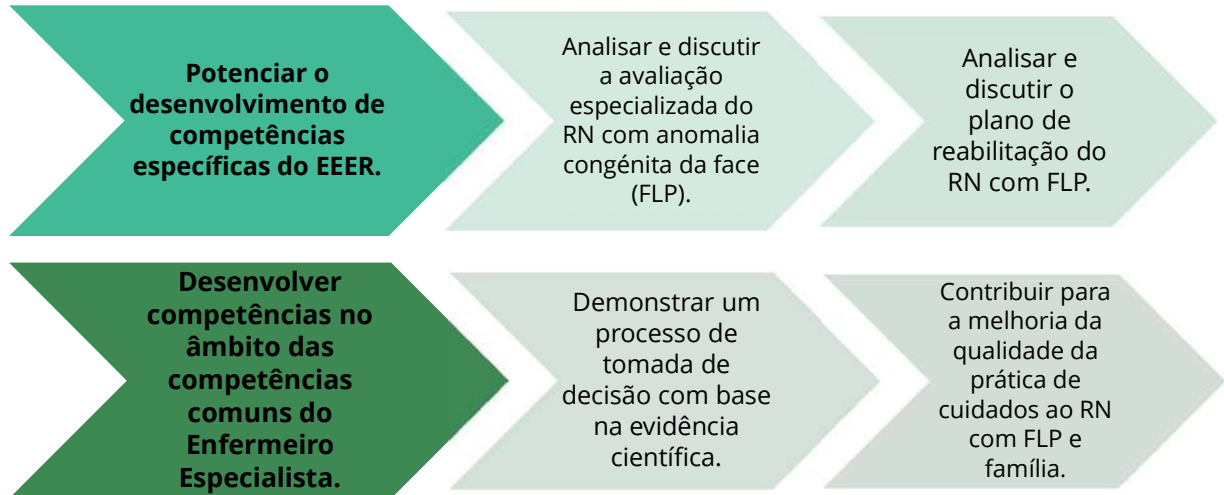 Potenciar o
desenvolvimento de
competências
específicas do EEER.
Analisar e discutir
a avaliação
especializada do
RN com anomalia
congénita da face
(FLP).
Analisar e
discutir o
plano de
reabilitação do
RN com FLP.
Desenvolver
competências no
âmbito das
competências
comuns do
Enfermeiro
Especialista.
Demonstrar um
processo de
tomada de
decisão com base
na evidência
científica.
Contribuir para
a melhoria da
qualidade da
prática de
cuidados ao RN
com FLP e
família.